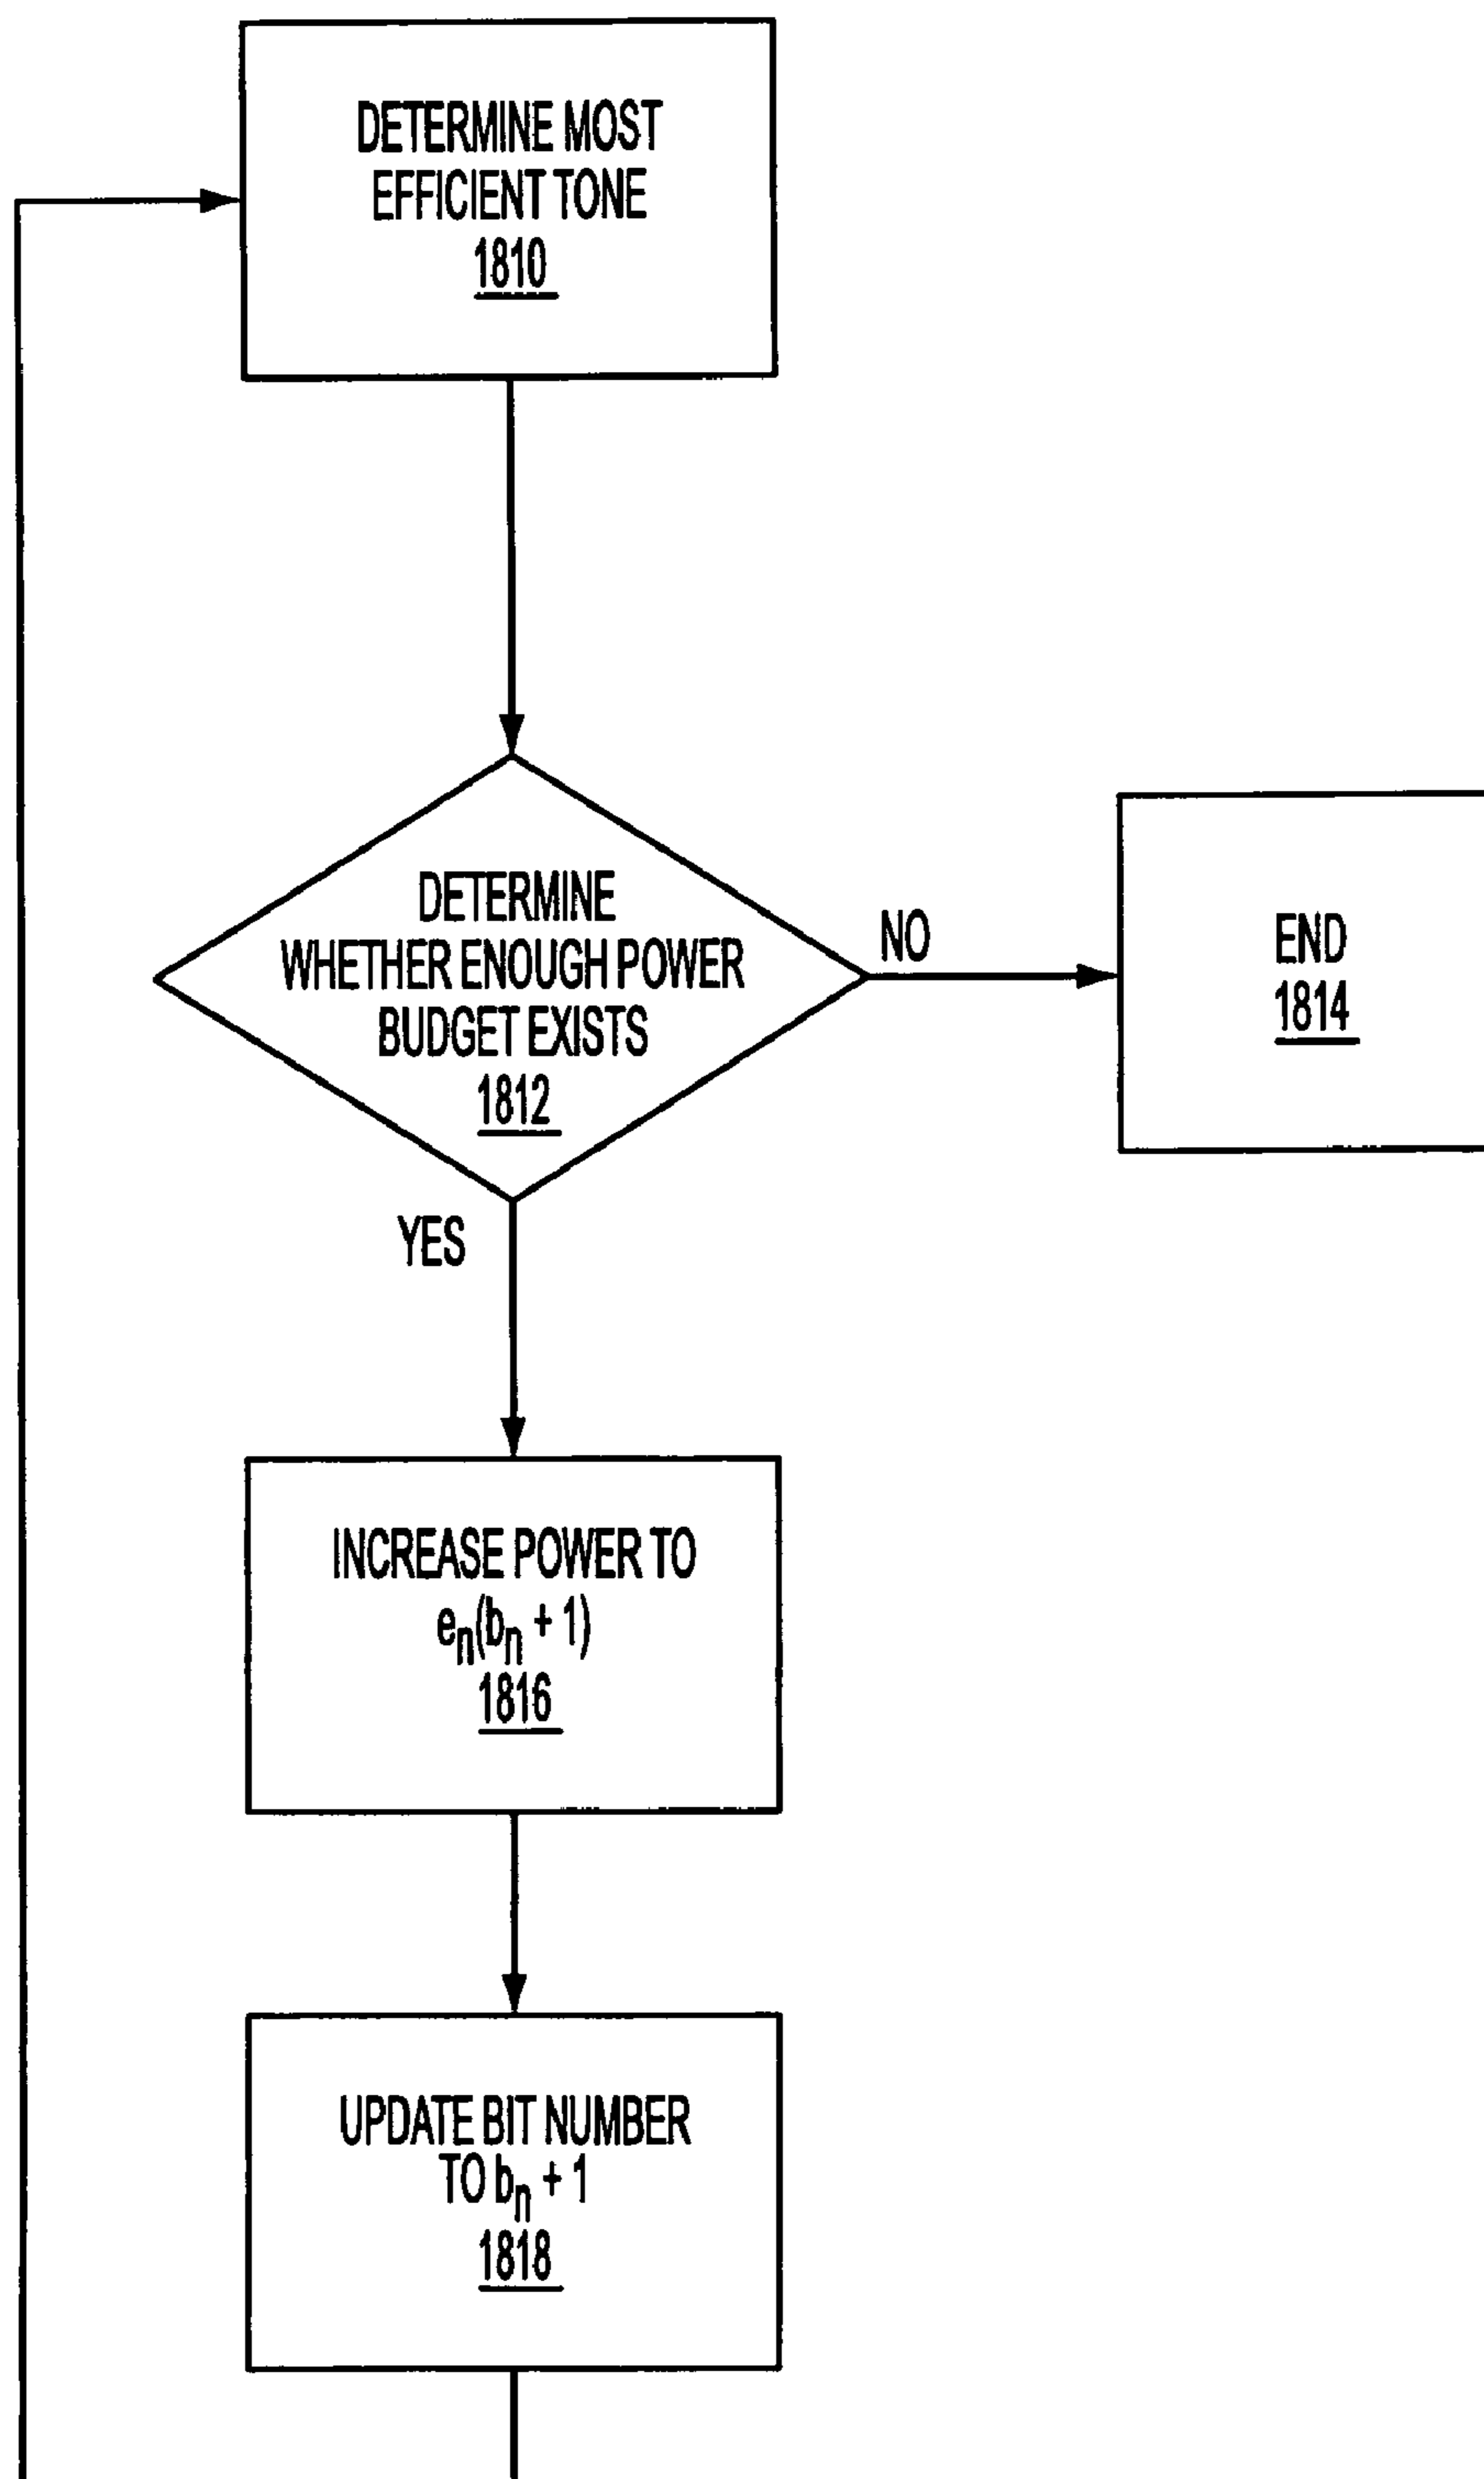 DETERMINE MOST
EFFICIENT TONE
1810
DETERMINE
WHETHER ENOUGH POWER
BUDGET EXISTS
1812
NO
END
1814
YES
INCREASE POWER TO
eₙ(bₙ + 1)
1816
UPDATE BIT NUMBER
TO bₙ + 1
1818